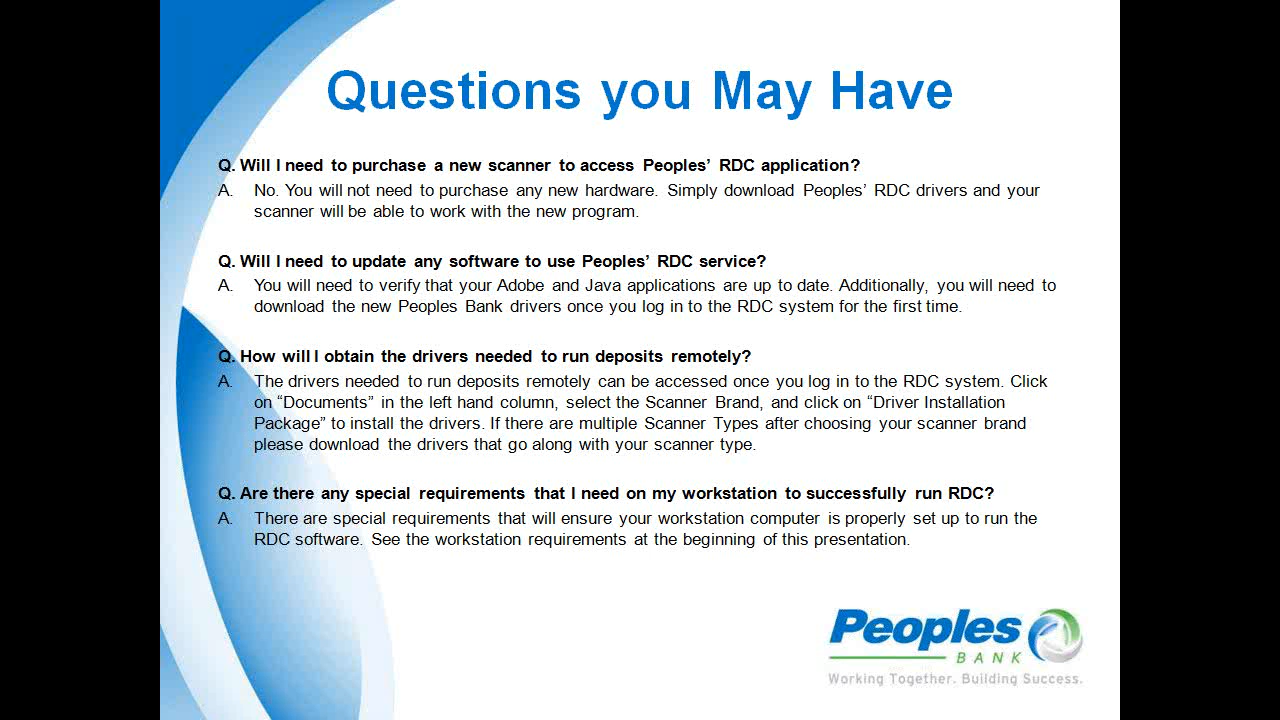 Questions you May Have
Q. Will I need to purchase a new scanner to access Peoples’ RDC application?
A. No. You will not need to purchase any new hardware. Simply download Peoples’ RDC drivers and your
scanner will be able to work with the new program.
Q. Will I need to update any software to use Peoples’ RDC service?
A. You will need to verify that your Adobe and Java applications are up to date. Additionally, you will need to
download the new Peoples Bank drivers once you log in to the RDC system for the first time.
Q. How will I obtain the drivers needed to run deposits remotely?
A. The drivers needed to run deposits remotely can be accessed once you log in to the RDC system. Click
on “Documents” in the left hand column, select the Scanner Brand, and click on “Driver Installation
Package” to install the drivers. If there are multiple Scanner Types after choosing your scanner brand
please download the drivers that go along with your scanner type.
Q. Are there any special requirements that I need on my workstation to successfully run RDC?
A. There are special requirements that will ensure your workstation computer is properly set up to run the
RDC software. See the workstation requirements at the beginning of this presentation.
Peoples
BANK
Working Together. Building Success.